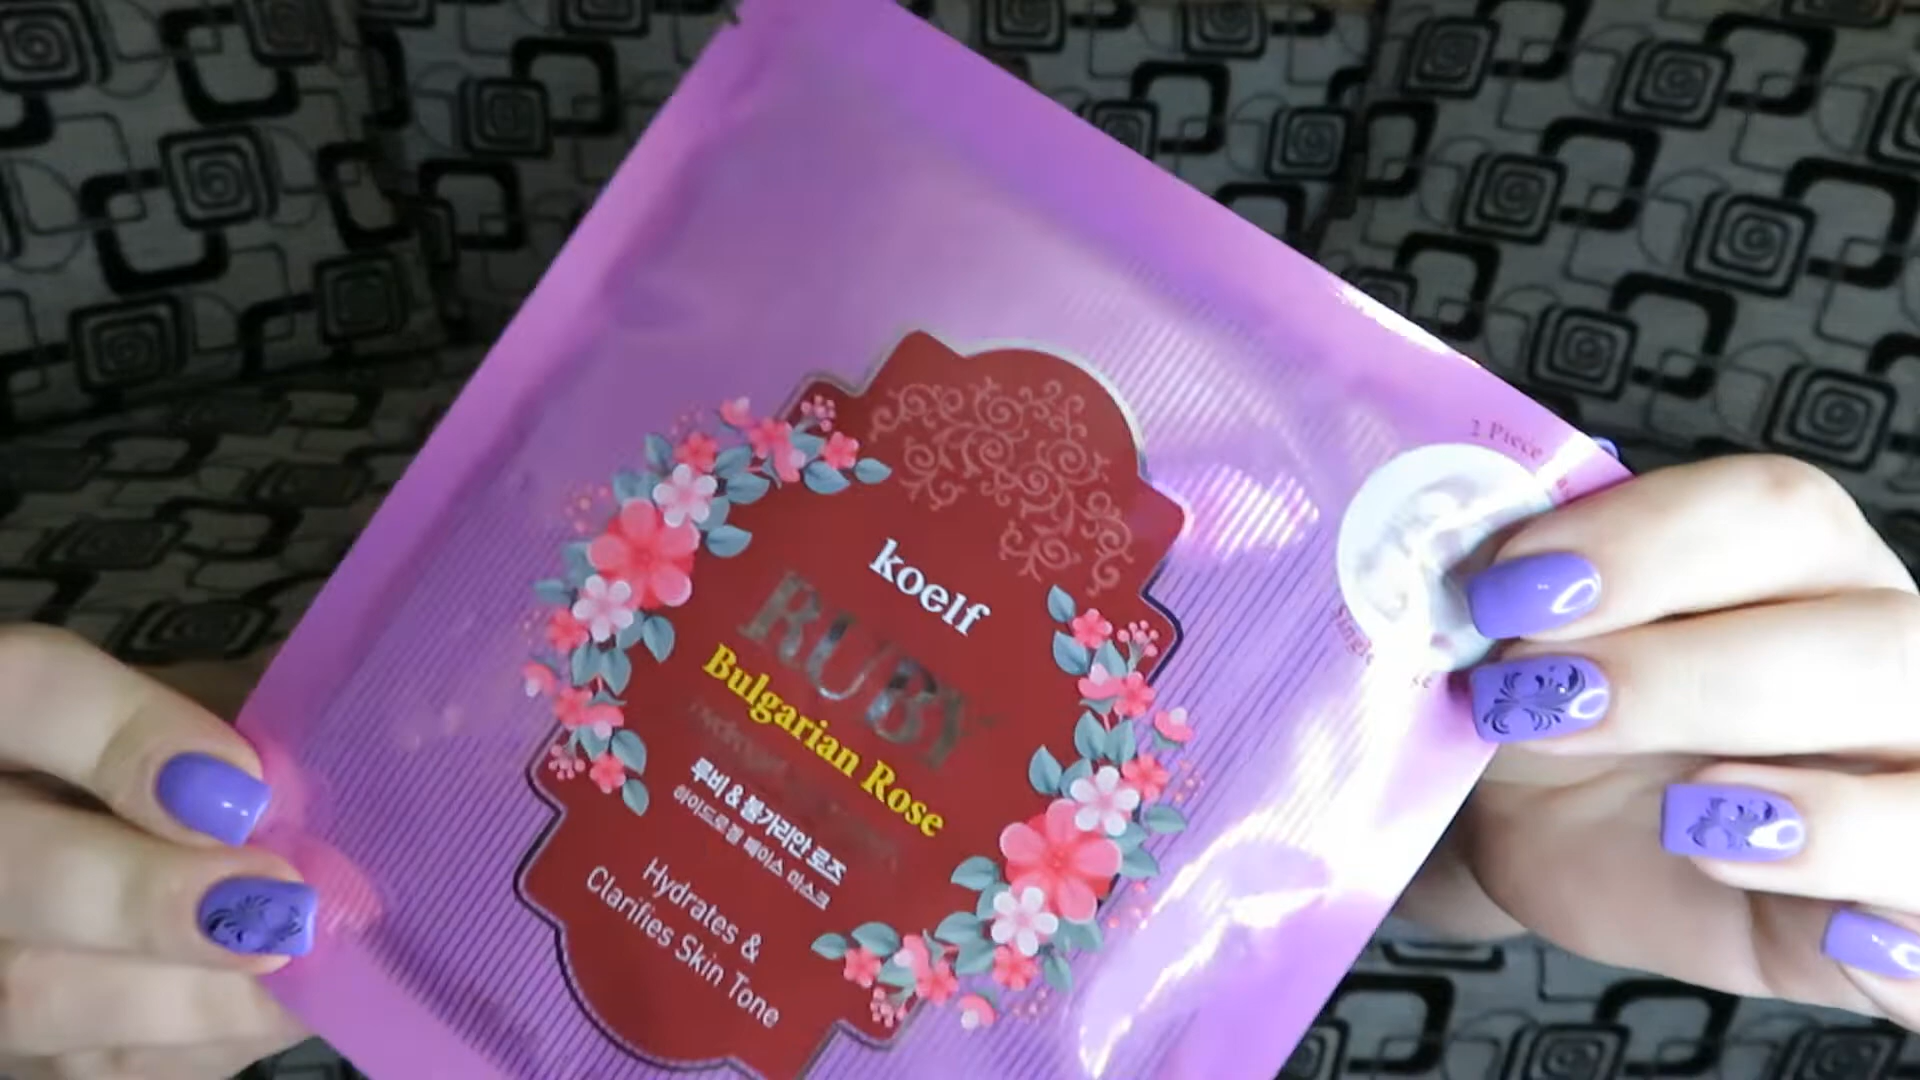 koelf
RUBY
Bulgarian Rose
루비 & 불가리안 로즈
하이드로겔 페이스 마스크
Hydrates &
Clarifies Skin Tone
2 Piece
Single